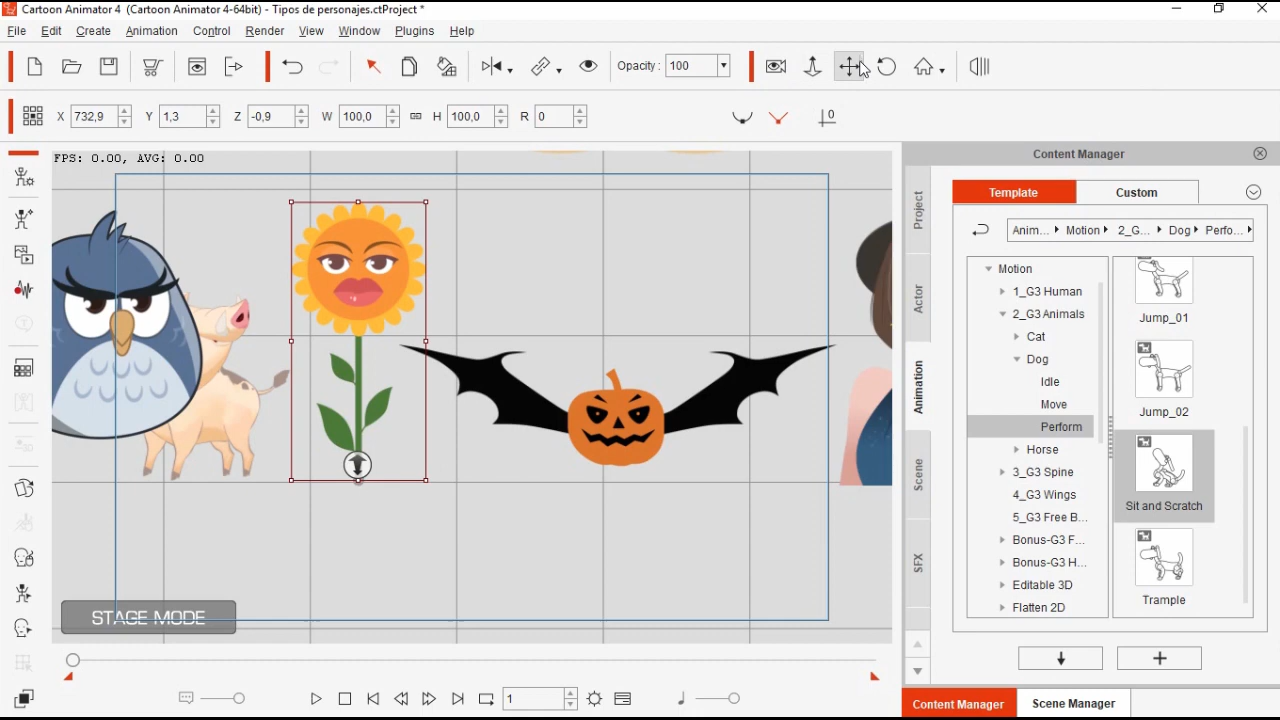 Cartoon Animator 4 (Cartoon Animator 4-64bit) - Tipos de personajes.ctProject *
File Edit Create Animation Control Render View Window Plugins Help
Opacity : 100
X 732,9 Y 1,3 Z -0,9 W 100,0 H 100,0 R 0
0
FPS: 0.00, AVG: 0.00
STAGE MODE
1
Content Manager
Template Custom
Anim... Motion 2_G... Dog Perfo...
Project
Actor
Animation
Scene
SFX
Motion
1_G3 Human
2_G3 Animals
Cat
Dog
Idle
Move
Perform
Horse
3_G3 Spine
4_G3 Wings
5_G3 Free B...
Bonus-G3 F...
Bonus-G3 H...
Editable 3D
Flatten 2D
Jump_01
Jump_02
Sit and Scratch
Trample
Content Manager Scene Manager